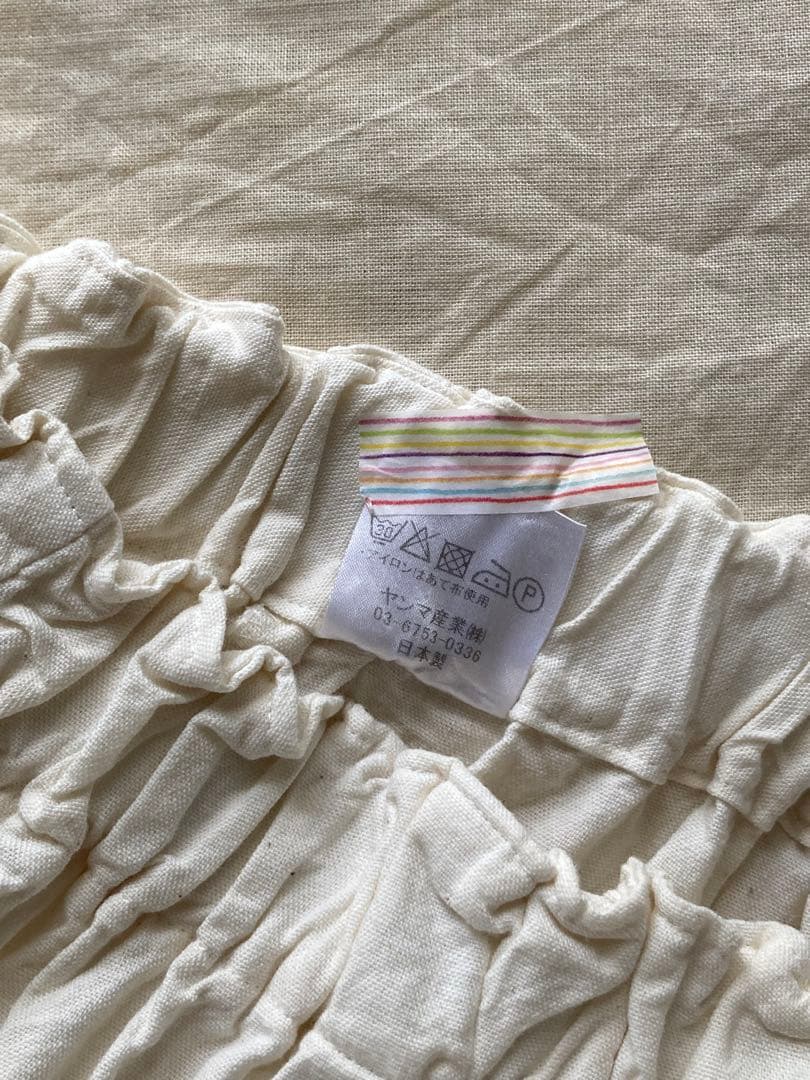 30
P
・アイロンはあて布使用
ヤンマ産業㈱
03-6753-0336
日本製